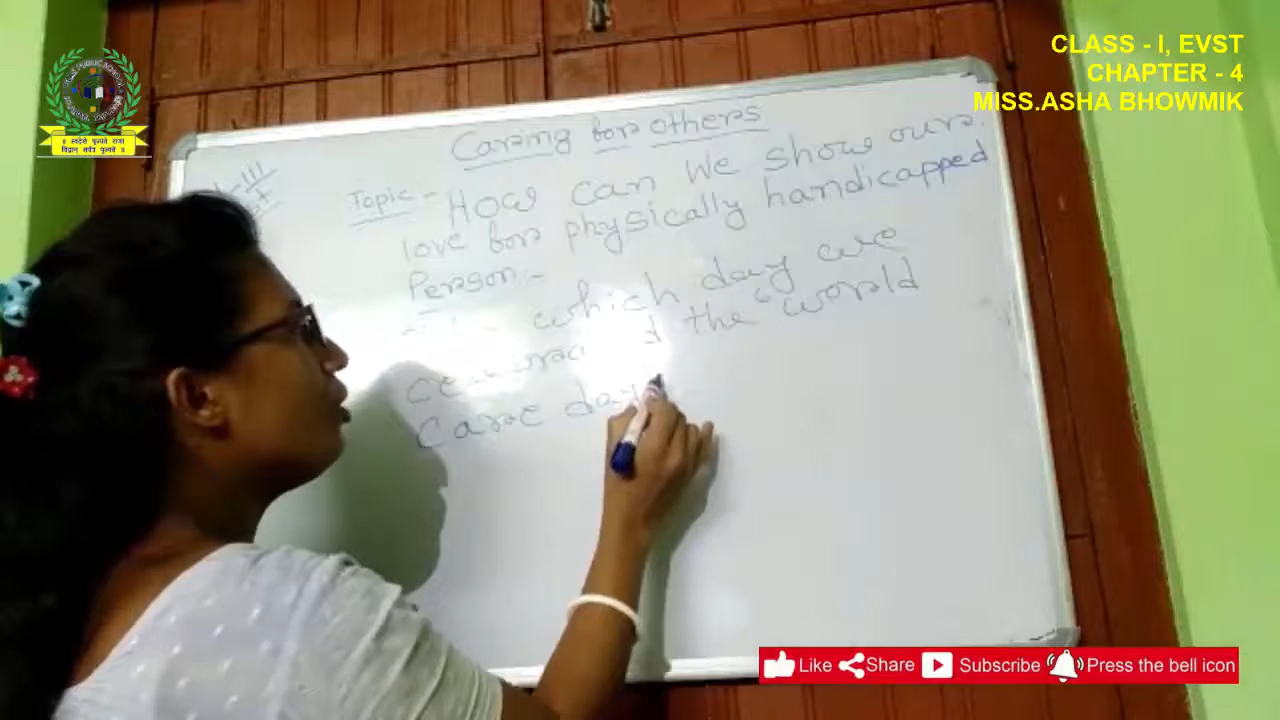 CLASS - I, EVST
CHAPTER - 4
MISS.ASHA BHOWMIK
Caring for others
Topic - How can We show our
love for physically handicapped
Person:-
which day we
the "world
Care day
Like Share Subscribe Press the bell icon